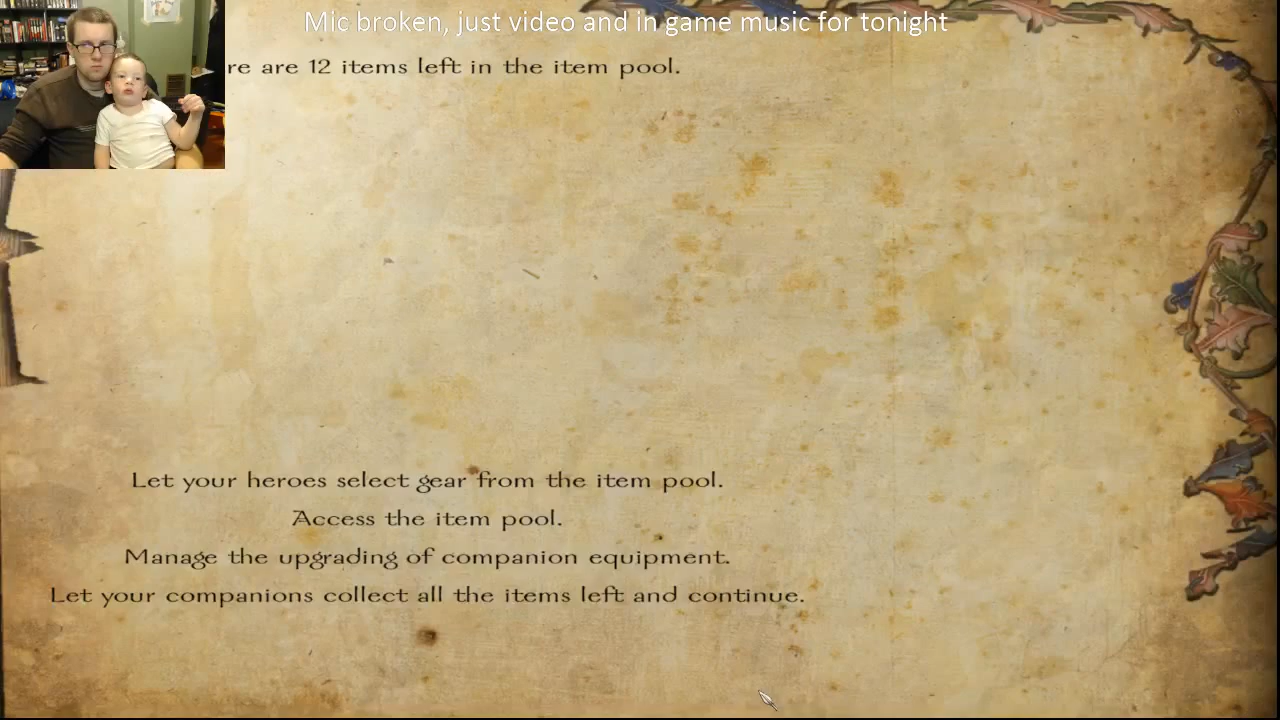 Mic broken, just video and in game music for tonight
re are 12 items left in the item pool.
Let your heroes select gear from the item pool.
Access the item pool.
Manage the upgrading of companion equipment.
Let your companions collect all the items left and continue.